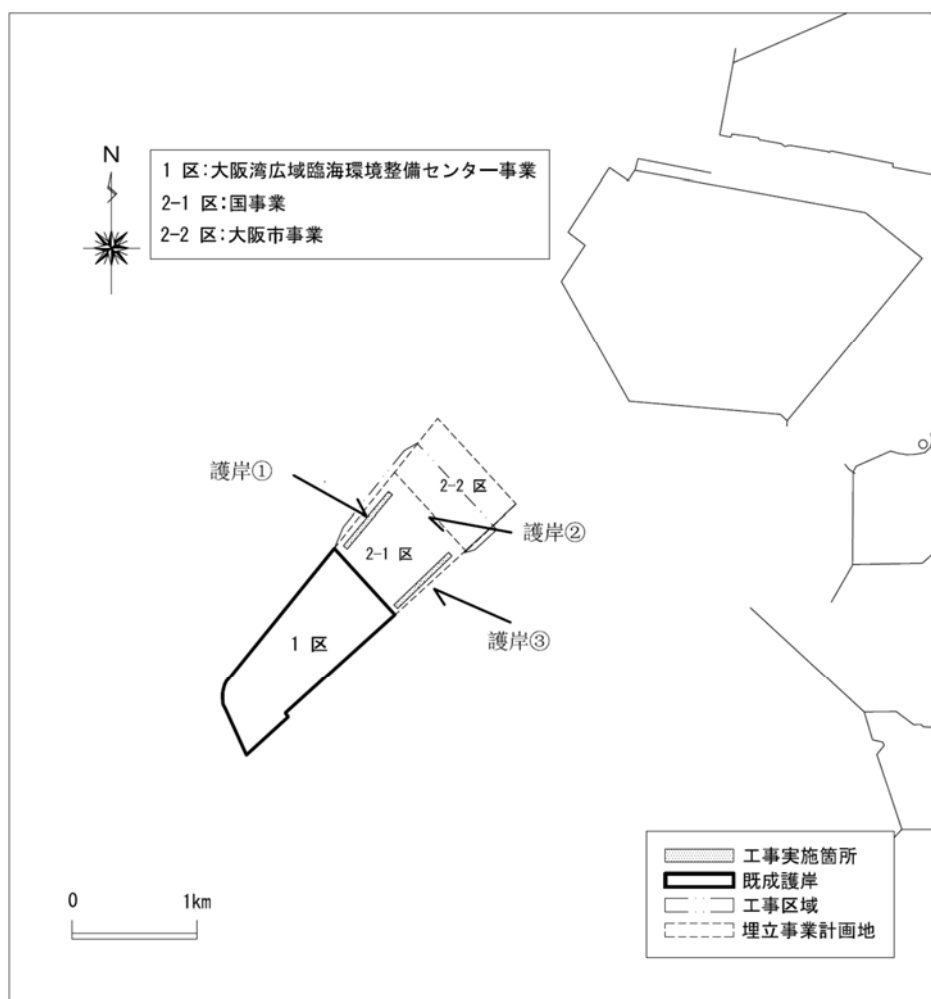 N
1 区:大阪湾広域臨海環境整備センター事業
2-1 区:国事業
2-2 区:大阪市事業
護岸①
2-2 区
護岸②
2-1 区
護岸③
1 区
工事実施箇所
既成護岸
工事区域
埋立事業計画地
0 1km